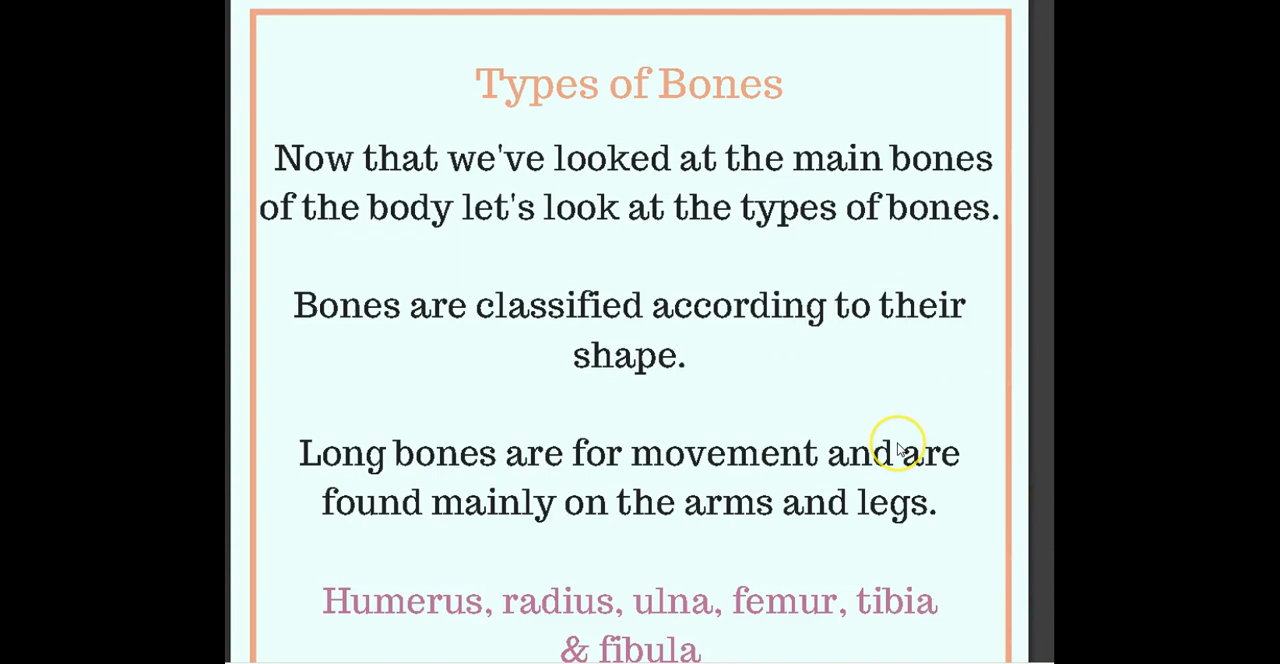 Types of Bones
Now that we've looked at the main bones
of the body let's look at the types of bones.
Bones are classified according to their
shape.
Long bones are for movement and are
found mainly on the arms and legs.
Humerus, radius, ulna, femur, tibia
& fibula